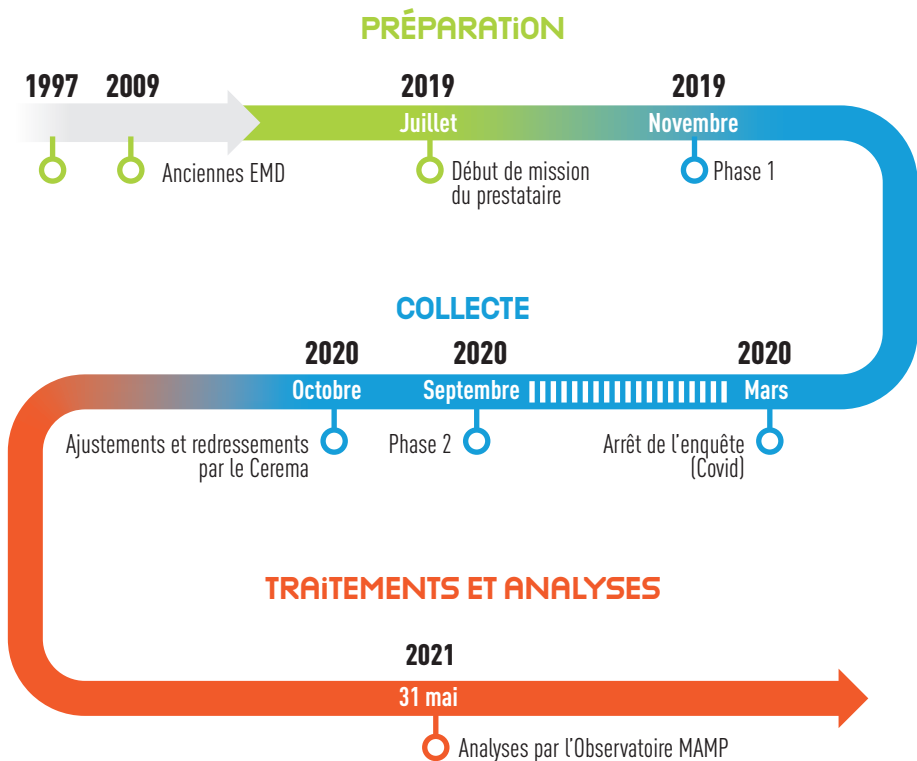 PRÉPARATiON
1997 2009 2019 2019
Juillet Novembre
Anciennes EMD
Début de mission
du prestataire
Phase 1
COLLECTE
2020 2020 2020
Octobre Septembre Mars
Ajustements et redressements
par le Cerema
Phase 2
Arrêt de l'enquête
(Covid)
TRAiTEMENTS ET ANALYSES
2021
31 mai
Analyses par l'Observatoire MAMP